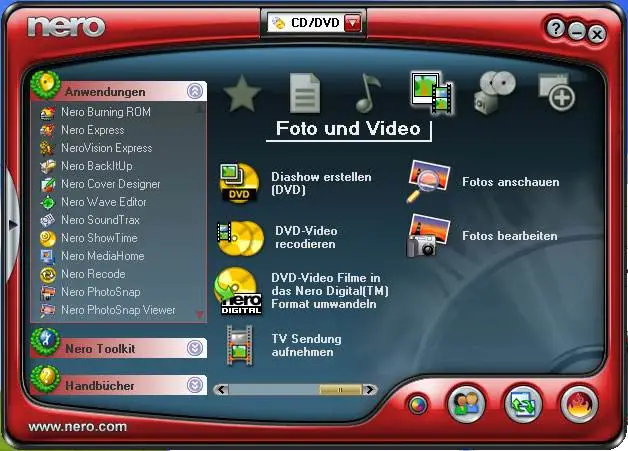 nero
CD/DVD
Anwendungen
Nero Burning ROM
Nero Express
NeroVision Express
Nero BackItUp
Nero Cover Designer
Nero Wave Editor
Nero SoundTrax
Nero ShowTime
Nero MediaHome
Nero Recode
Nero PhotoSnap
Nero PhotoSnap Viewer
Nero Toolkit
Handbücher
Foto und Video
DVD
Diashow erstellen
(DVD)
DVD-Video
recodieren
nero
DIGITAL
DVD-Video Filme in
das Nero Digital(TM)
Format umwandeln
TV Sendung
aufnehmen
Fotos anschauen
Fotos bearbeiten
www.nero.com